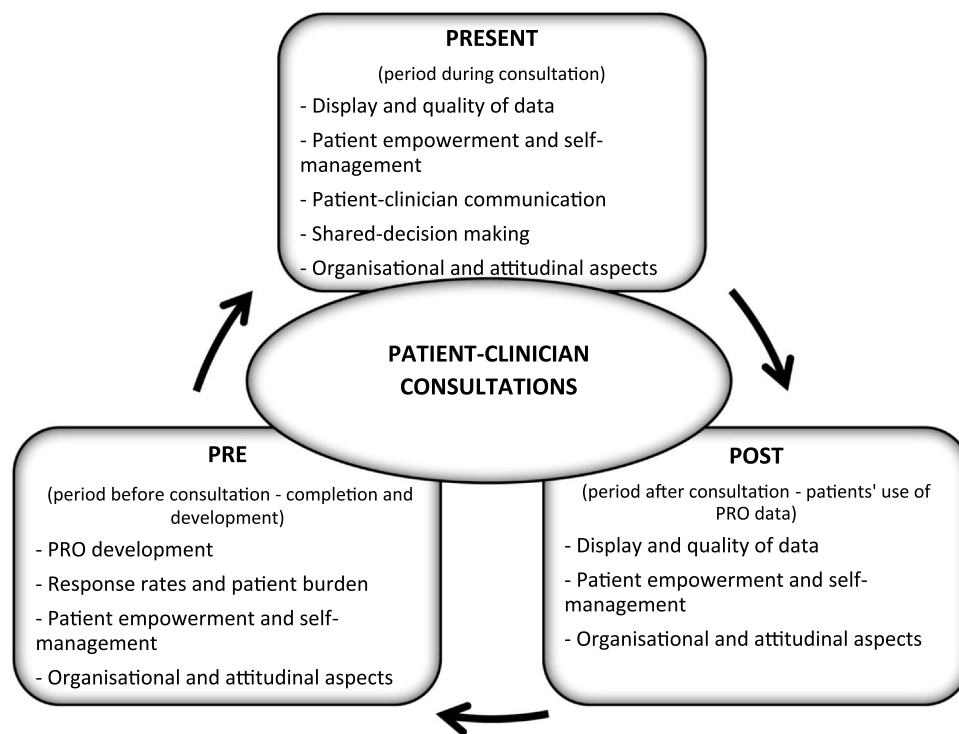 PRESENT
(period during consultation)
- Display and quality of data
- Patient empowerment and self-
management
- Patient-clinician communication
- Shared-decision making
- Organisational and attitudinal aspects
PATIENT-CLINICIAN
CONSULTATIONS
PRE
(period before consultation - completion and
development)
- PRO development
- Response rates and patient burden
- Patient empowerment and self-
management
- Organisational and attitudinal aspects
POST
(period after consultation - patients' use of
PRO data)
- Display and quality of data
- Patient empowerment and self-
management
- Organisational and attitudinal aspects